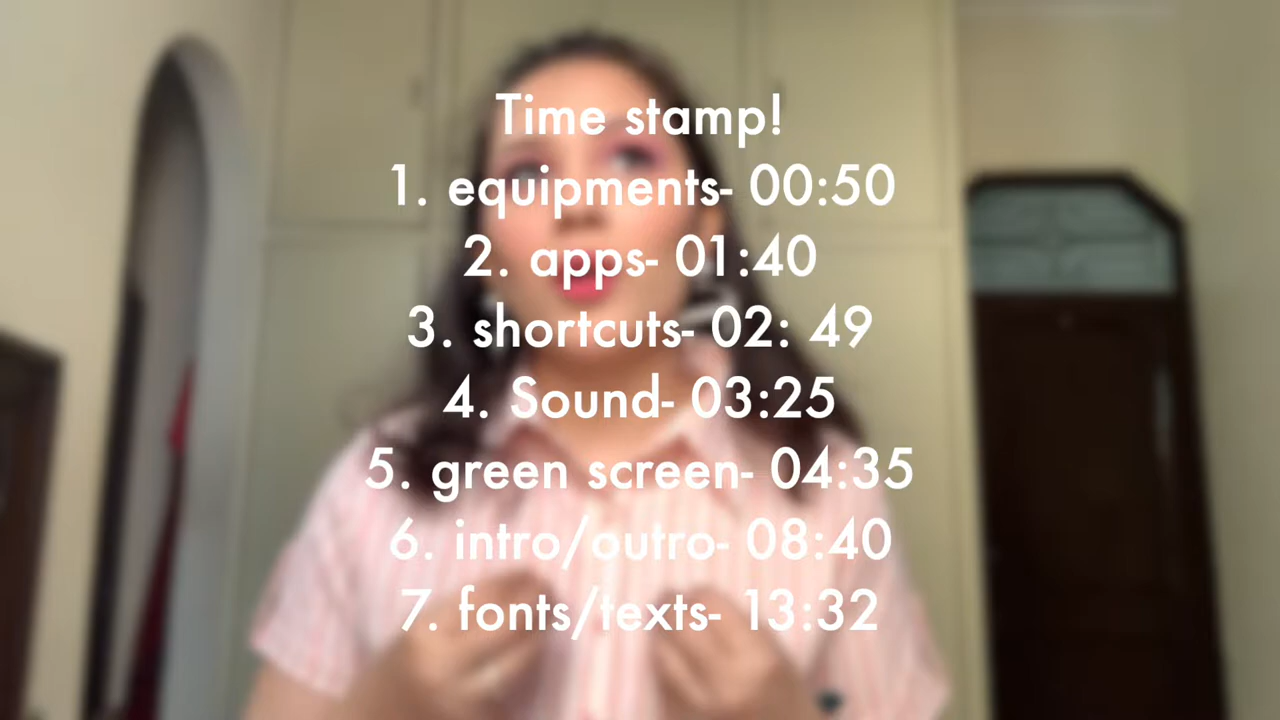 Time stamp!
1. equipments- 00:50
2. apps- 01:40
3. shortcuts- 02: 49
4. Sound- 03:25
5. green screen- 04:35
6. intro/outro- 08:40
7. fonts/texts- 13:32